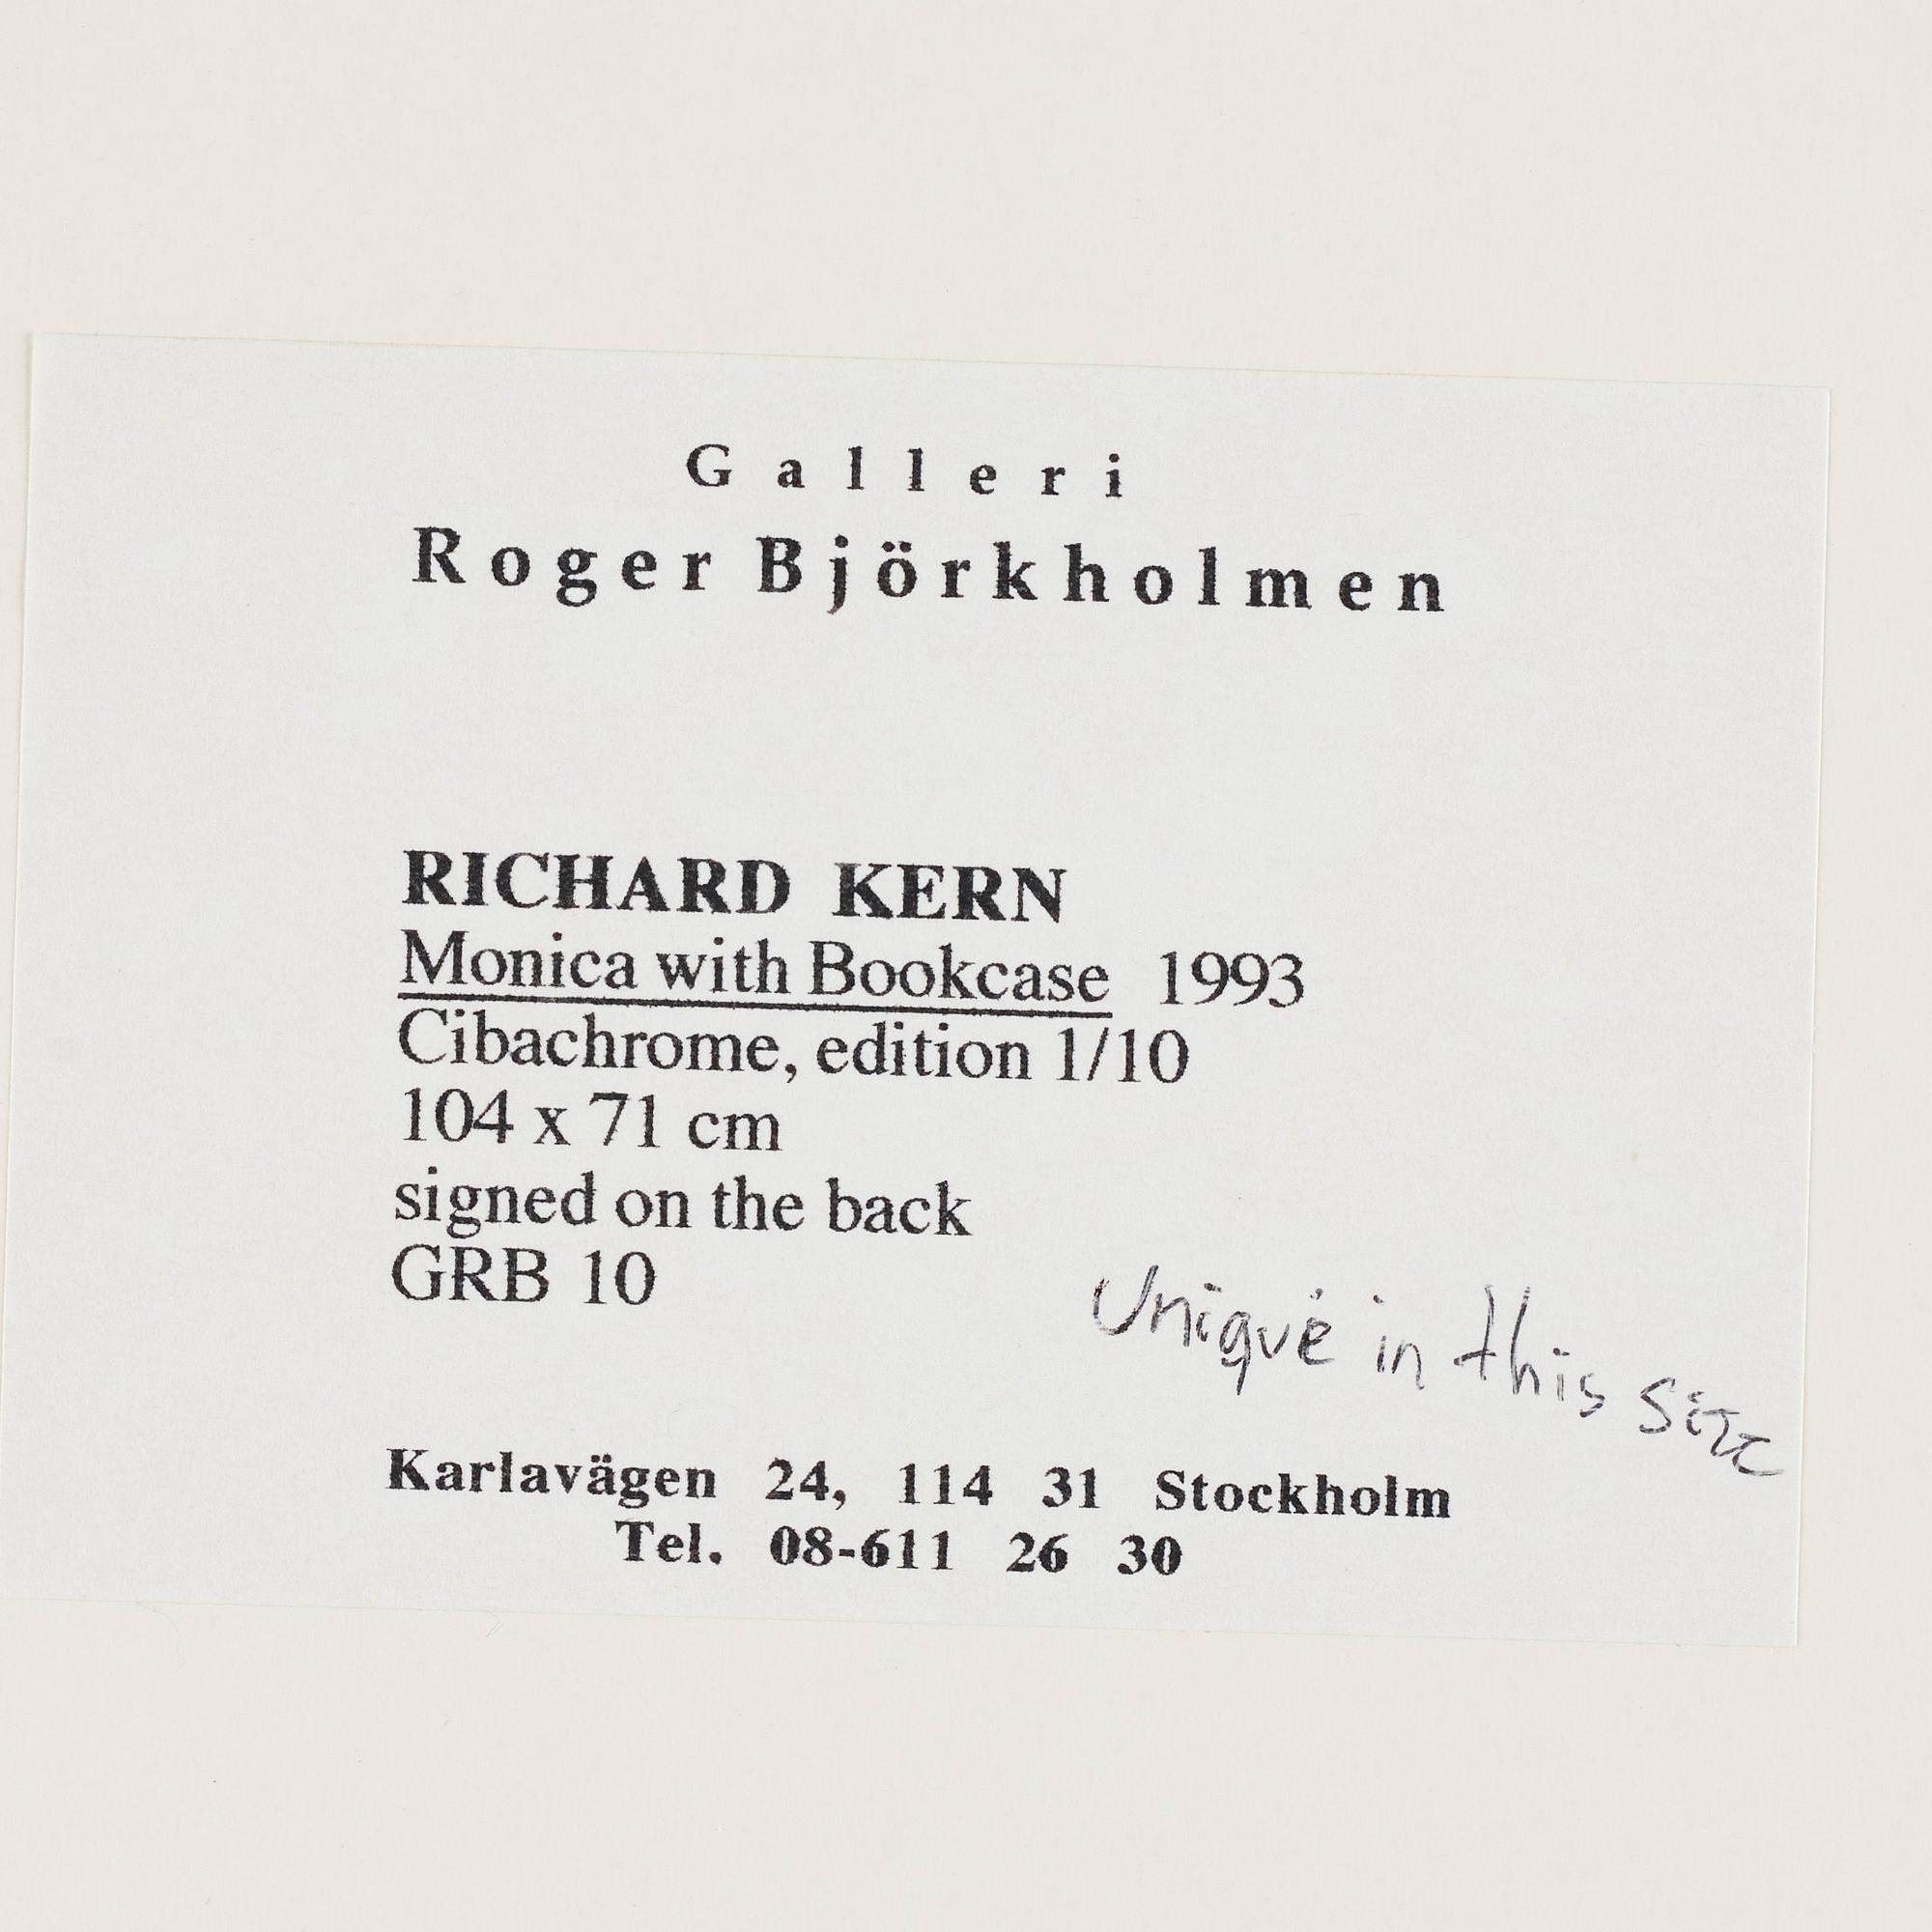 Galleri
Roger Björkholmen
RICHARD KERN
Monica with Bookcase 1993
Cibachrome, edition 1/10
104 x 71 cm
signed on the back
GRB 10
Unique in this size
Karlavägen 24, 114 31 Stockholm
Tel. 08-611 26 30